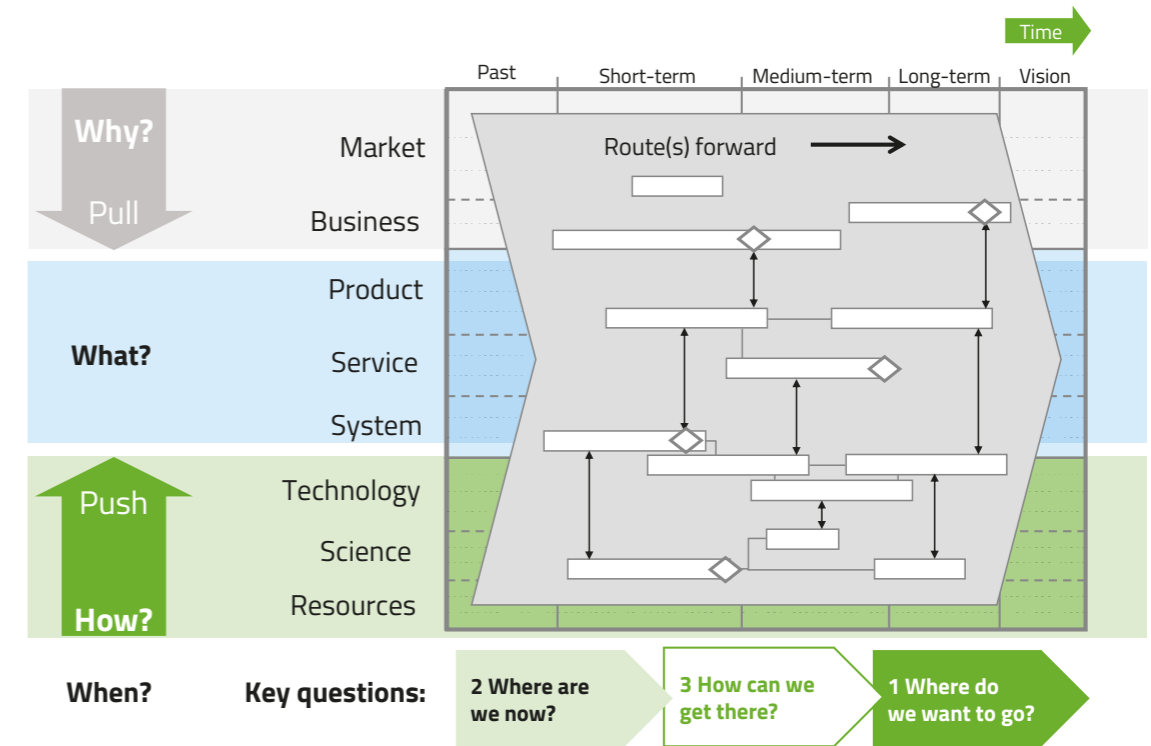 Time
Past
Short-term
Medium-term
Long-term
Vision
Why?
Pull
Market
Route(s) forward
Business
Product
What?
Service
System
Push
Technology
Science
How?
Resources
When?
Key questions:
2 Where are
we now?
3 How can we
get there?
1 Where do
we want to go?